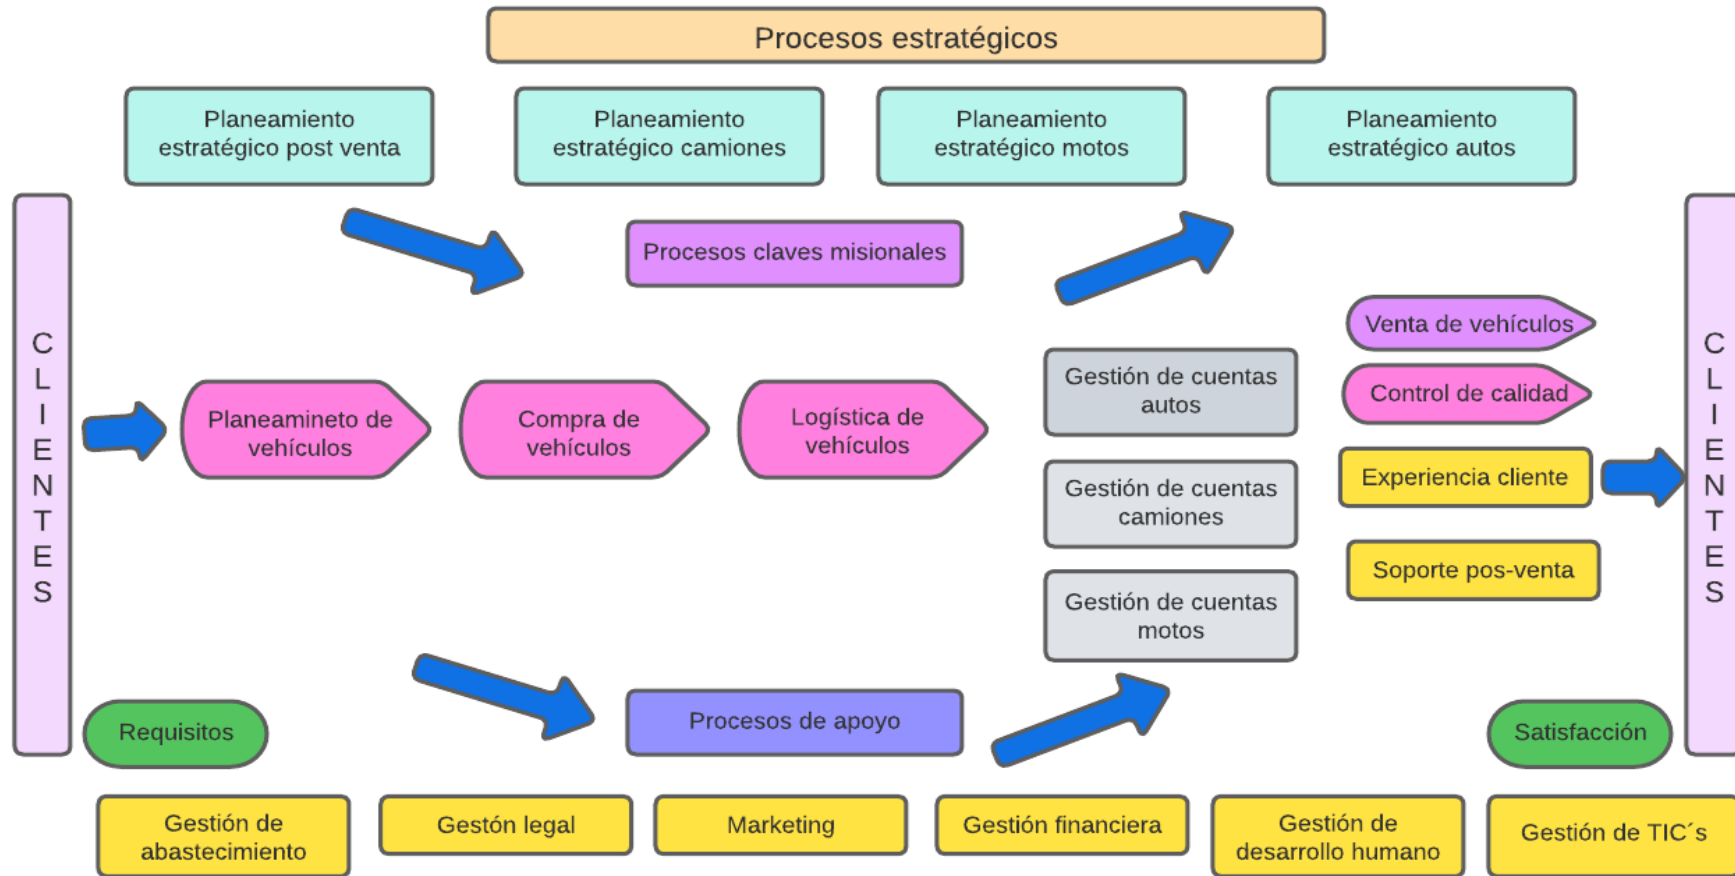 Procesos estratégicos
Planeamiento
estratégico post venta
Planeamiento
estratégico camiones
Planeamiento
estratégico motos
Planeamiento
estratégico autos
Procesos claves misionales
CLIENTES
Planeamineto de
vehículos
Compra de
vehículos
Logística de
vehículos
Gestión de cuentas
autos
Gestión de cuentas
camiones
Gestión de cuentas
motos
Venta de vehículos
Control de calidad
Experiencia cliente
Soporte pos-venta
CLIENTES
Requisitos
Procesos de apoyo
Satisfacción
Gestión de
abastecimiento
Gestón legal
Marketing
Gestión financiera
Gestión de
desarrollo humano
Gestión de TIC´s